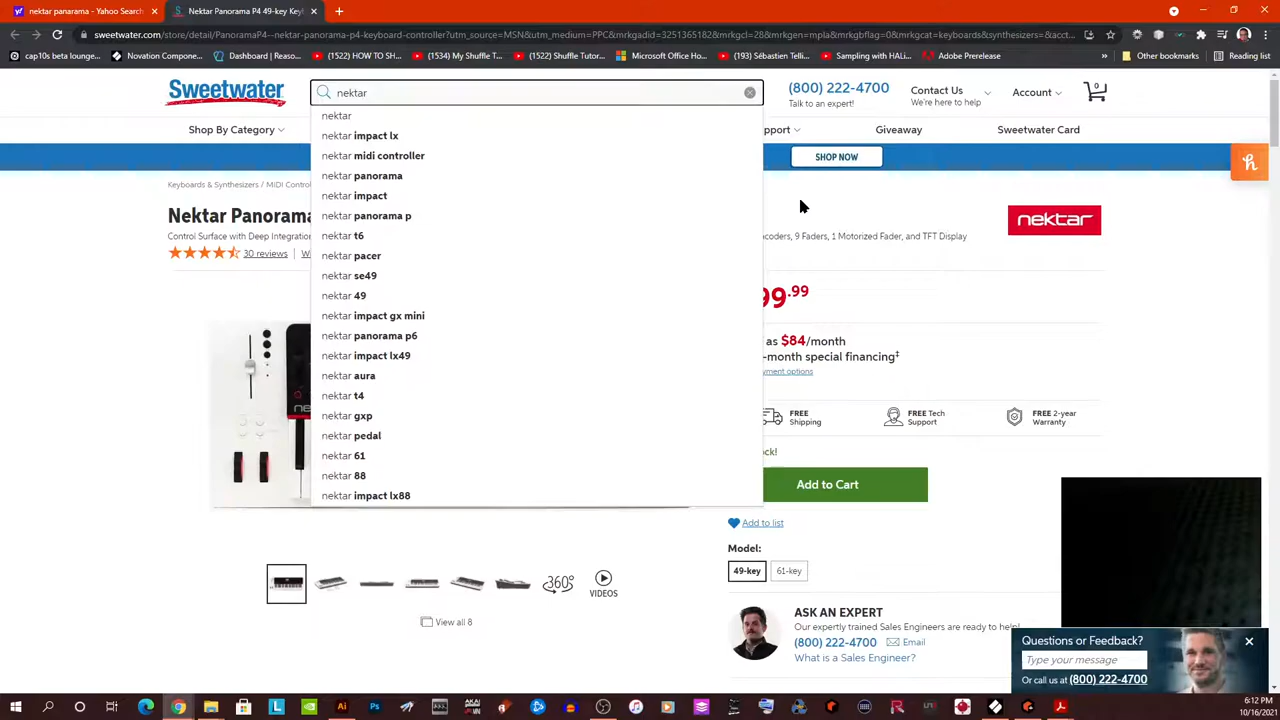 nektar panorama - Yahoo Search
Nektar Panorama P4 49-key Key
sweetwater.com/store/detail/PanoramaP4--nektar-panorama-p4-keyboard-controller?utm_source=MSN&utm_medium=PPC&mrkgadid=3251365182&mrkgcl=28&mrkgen=mpla&mrkgbflag=0&mrkgcat=keyboards&synthesizers=&acct...
cap10s beta lounge...
Novation Componen...
Dashboard | Reaso...
(1522) HOW TO SH...
(1534) My Shuffle T...
(1522) Shuffle Tutor...
Microsoft Office Ho...
(193) Sébastien Telli...
Sampling with HALi...
Adobe Prerelease
Other bookmarks
Reading list
Sweetwater
nektar
(800) 222-4700
Talk to an expert!
Contact Us
We're here to help
Account
0
Shop By Category
pport
Giveaway
Sweetwater Card
SHOP NOW
h
nektar
nektar impact lx
nektar midi controller
nektar panorama
nektar impact
nektar panorama p
nektar t6
nektar pacer
nektar se49
nektar 49
nektar impact gx mini
nektar panorama p6
nektar impact lx49
nektar aura
nektar t4
nektar gxp
nektar pedal
nektar 61
nektar 88
nektar impact lx88
Keyboards & Synthesizers / MIDI Contro
Nektar Panorama
Control Surface with Deep Integration
coders, 9 Faders, 1 Motorized Fader, and TFT Display
30 reviews
nektar
99.99
as $84/month
-month special financing‡
yment options
FREE
Shipping
FREE Tech
Support
FREE 2-year
Warranty
ock!
Add to Cart
Add to list
Model:
49-key
61-key
360°
VIDEOS
View all 8
ASK AN EXPERT
Our expertly trained Sales Engineers are ready to help!
(800) 222-4700
Email
What is a Sales Engineer?
Questions or Feedback?
Type your message
Or call us at (800) 222-4700
Ai
Ps
L
AKAI
R
6:12 PM
10/16/2021